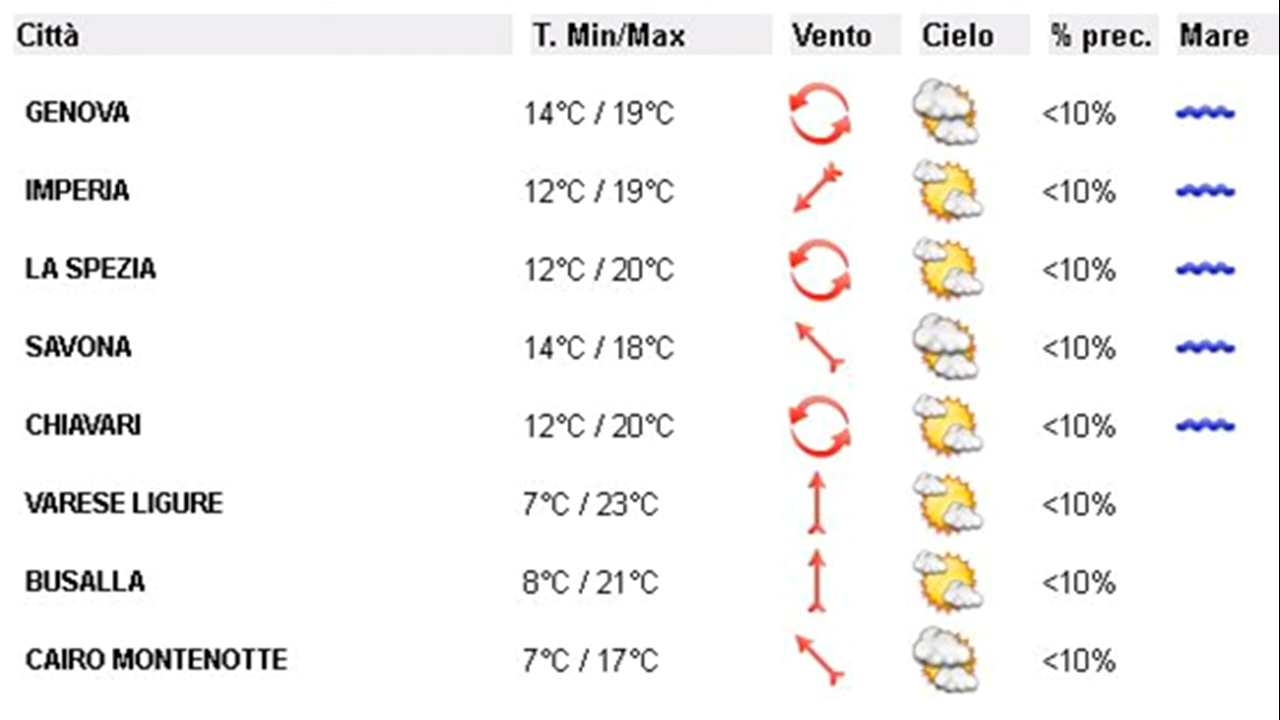 Città T. Min/Max Vento Cielo % prec. Mare
GENOVA 14°C / 19°C <10%
IMPERIA 12°C / 19°C <10%
LA SPEZIA 12°C / 20°C <10%
SAVONA 14°C / 18°C <10%
CHIAVARI 12°C / 20°C <10%
VARESE LIGURE 7°C / 23°C <10%
BUSALLA 8°C / 21°C <10%
CAIRO MONTENOTTE 7°C / 17°C <10%